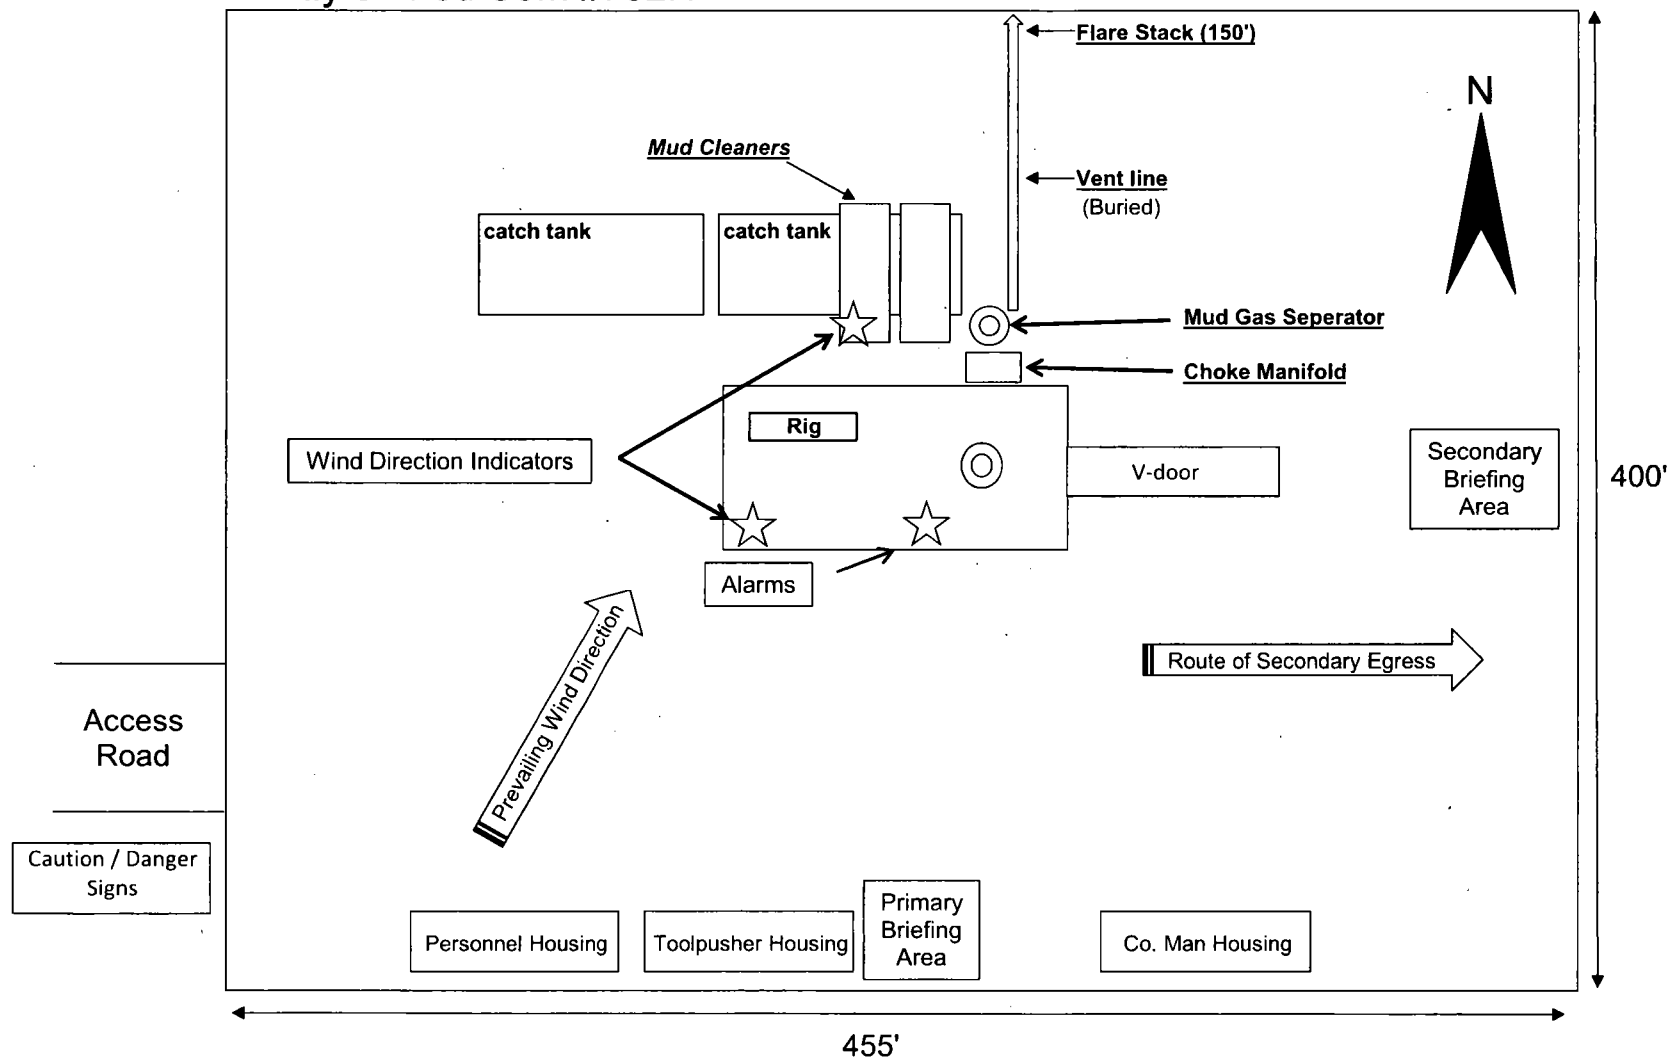 Flare Stack (150')
N
Mud Cleaners
Vent line
(Buried)
catch tank
catch tank
Mud Gas Seperator
Choke Manifold
Rig
Wind Direction Indicators
V-door
Secondary
Briefing
Area
400'
Alarms
Prevailing Wind Direction
Route of Secondary Egress
Access
Road
Caution / Danger
Signs
Primary
Briefing
Area
Personnel Housing
Toolpusher Housing
Co. Man Housing
455'